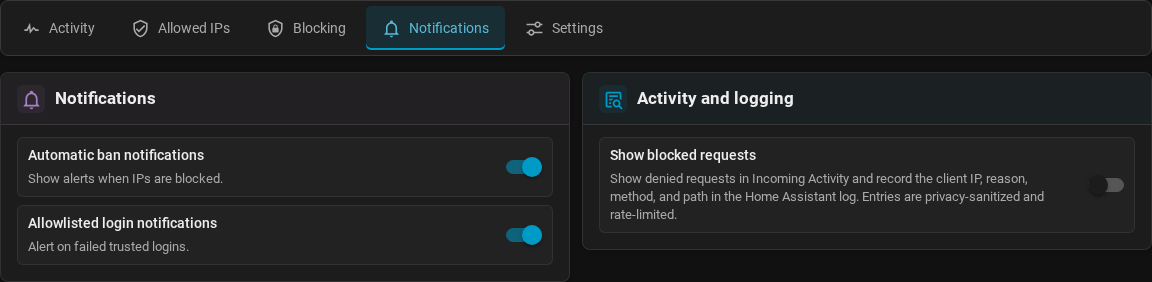 Activity
Allowed IPs
Blocking
Notifications
Settings
Notifications
Automatic ban notifications
Show alerts when IPs are blocked.
Allowlisted login notifications
Alert on failed trusted logins.
Activity and logging
Show blocked requests
Show denied requests in Incoming Activity and record the client IP, reason,
method, and path in the Home Assistant log. Entries are privacy-sanitized and
rate-limited.